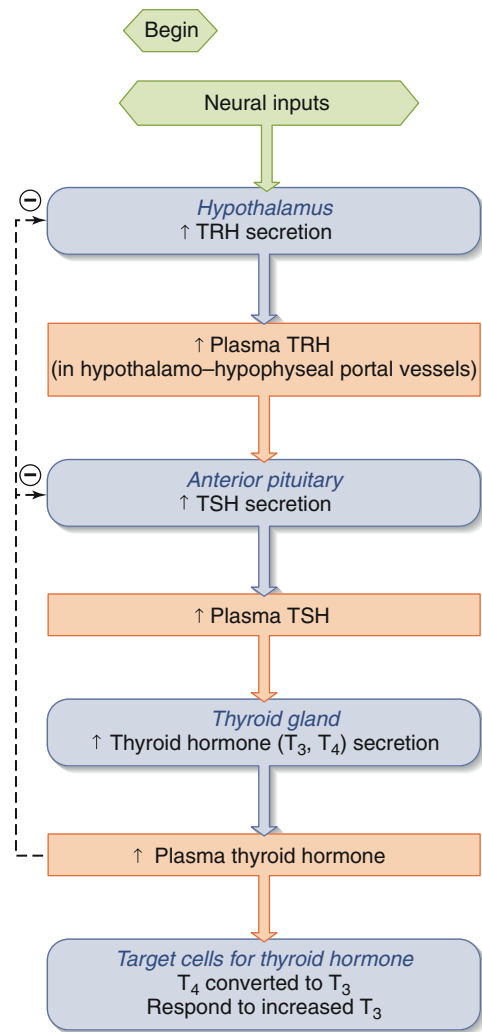 Begin
Neural inputs
Hypothalamus
↑ TRH secretion
↑ Plasma TRH
(in hypothalamo–hypophyseal portal vessels)
Anterior pituitary
↑ TSH secretion
↑ Plasma TSH
Thyroid gland
↑ Thyroid hormone (T₃, T₄) secretion
↑ Plasma thyroid hormone
Target cells for thyroid hormone
T₄ converted to T₃
Respond to increased T₃